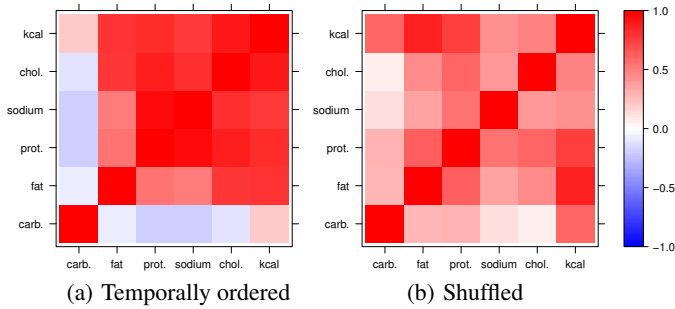 kcal
chol.
sodium
prot.
fat
carb.
carb. fat prot. sodium chol. kcal
(a) Temporally ordered
kcal
chol.
sodium
prot.
fat
carb.
carb. fat prot. sodium chol. kcal
(b) Shuffled
1.0
0.5
0.0
−0.5
−1.0